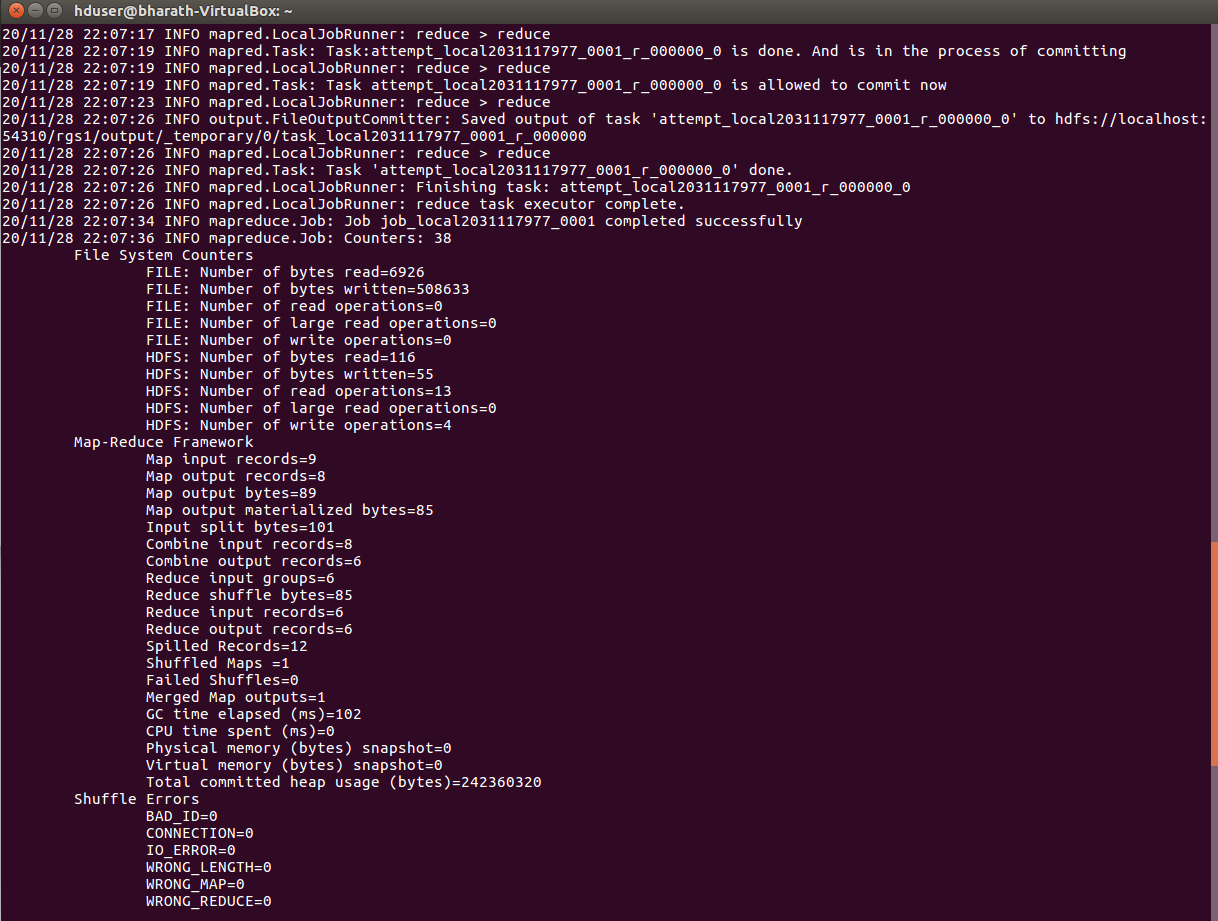 hduser@bharath-VirtualBox: ~
20/11/28 22:07:17 INFO mapred.LocalJobRunner: reduce > reduce
20/11/28 22:07:19 INFO mapred.Task: Task:attempt_local2031117977_0001_r_000000_0 is done. And is in the process of committing
20/11/28 22:07:19 INFO mapred.LocalJobRunner: reduce > reduce
20/11/28 22:07:19 INFO mapred.Task: Task attempt_local2031117977_0001_r_000000_0 is allowed to commit now
20/11/28 22:07:23 INFO mapred.LocalJobRunner: reduce > reduce
20/11/28 22:07:26 INFO output.FileOutputCommitter: Saved output of task 'attempt_local2031117977_0001_r_000000_0' to hdfs://localhost:
54310/rgs1/output/_temporary/0/task_local2031117977_0001_r_000000
20/11/28 22:07:26 INFO mapred.LocalJobRunner: reduce > reduce
20/11/28 22:07:26 INFO mapred.Task: Task 'attempt_local2031117977_0001_r_000000_0' done.
20/11/28 22:07:26 INFO mapred.LocalJobRunner: Finishing task: attempt_local2031117977_0001_r_000000_0
20/11/28 22:07:26 INFO mapred.LocalJobRunner: reduce task executor complete.
20/11/28 22:07:34 INFO mapreduce.Job: Job job_local2031117977_0001 completed successfully
20/11/28 22:07:36 INFO mapreduce.Job: Counters: 38
File System Counters
FILE: Number of bytes read=6926
FILE: Number of bytes written=508633
FILE: Number of read operations=0
FILE: Number of large read operations=0
FILE: Number of write operations=0
HDFS: Number of bytes read=116
HDFS: Number of bytes written=55
HDFS: Number of read operations=13
HDFS: Number of large read operations=0
HDFS: Number of write operations=4
Map-Reduce Framework
Map input records=9
Map output records=8
Map output bytes=89
Map output materialized bytes=85
Input split bytes=101
Combine input records=8
Combine output records=6
Reduce input groups=6
Reduce shuffle bytes=85
Reduce input records=6
Reduce output records=6
Spilled Records=12
Shuffled Maps =1
Failed Shuffles=0
Merged Map outputs=1
GC time elapsed (ms)=102
CPU time spent (ms)=0
Physical memory (bytes) snapshot=0
Virtual memory (bytes) snapshot=0
Total committed heap usage (bytes)=242360320
Shuffle Errors
BAD_ID=0
CONNECTION=0
IO_ERROR=0
WRONG_LENGTH=0
WRONG_MAP=0
WRONG_REDUCE=0